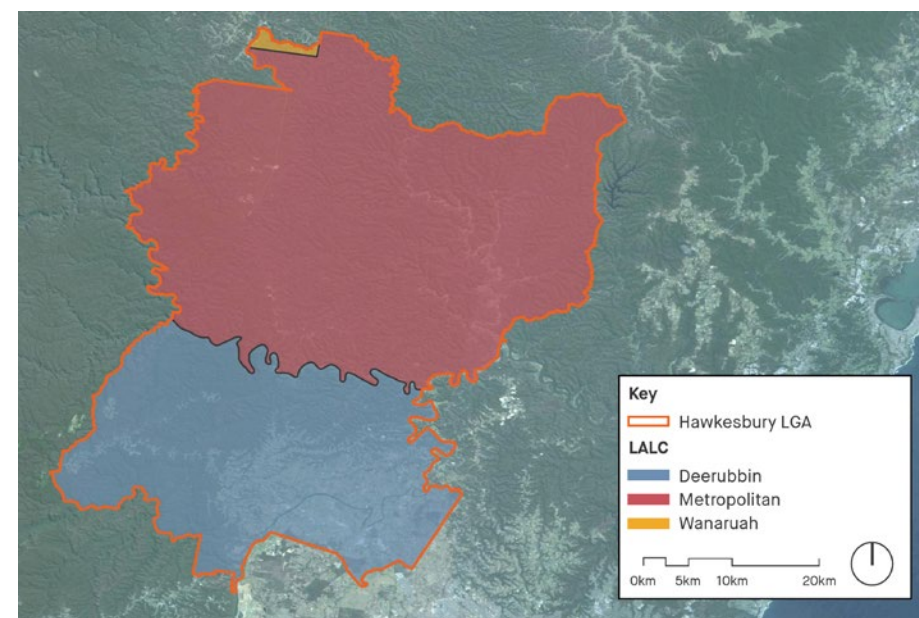 Key
Hawkesbury LGA
LALC
Deerubbin
Metropolitan
Wanaruah
0km 5km 10km 20km